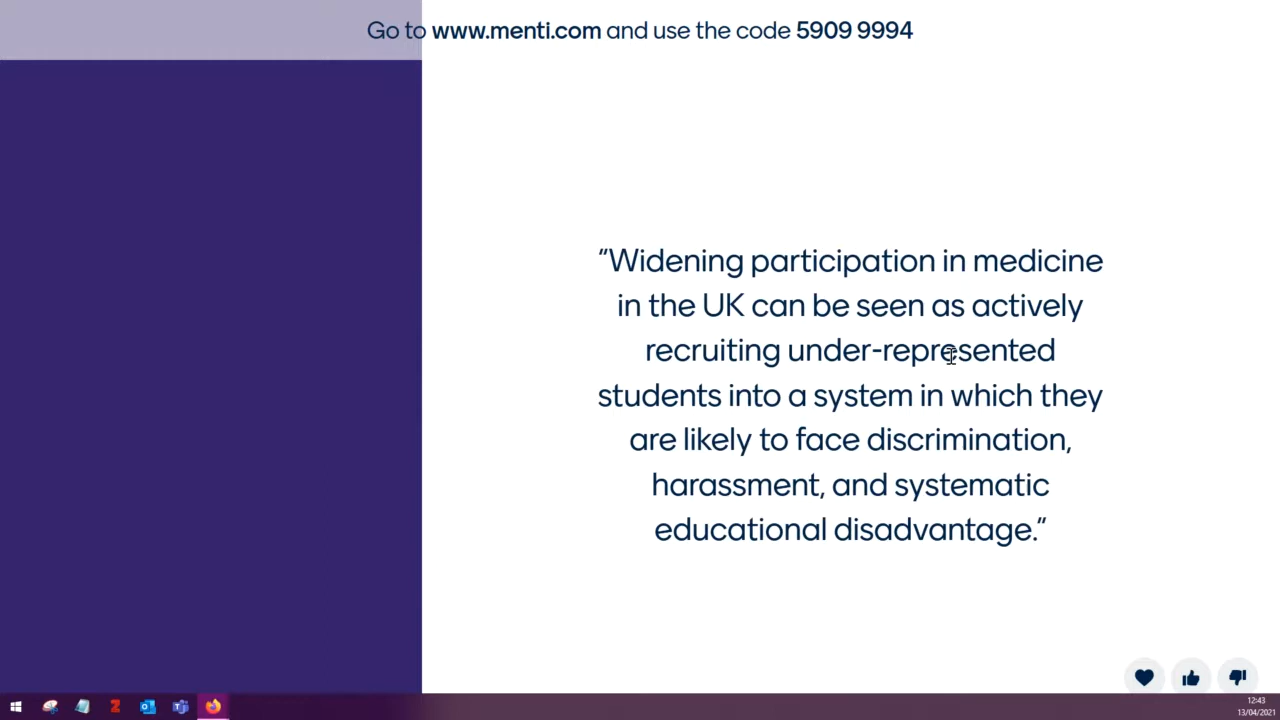 Go to www.menti.com and use the code 5909 9994
“Widening participation in medicine
in the UK can be seen as actively
recruiting under-represented
students into a system in which they
are likely to face discrimination,
harassment, and systematic
educational disadvantage.”
12:43
13/04/2021